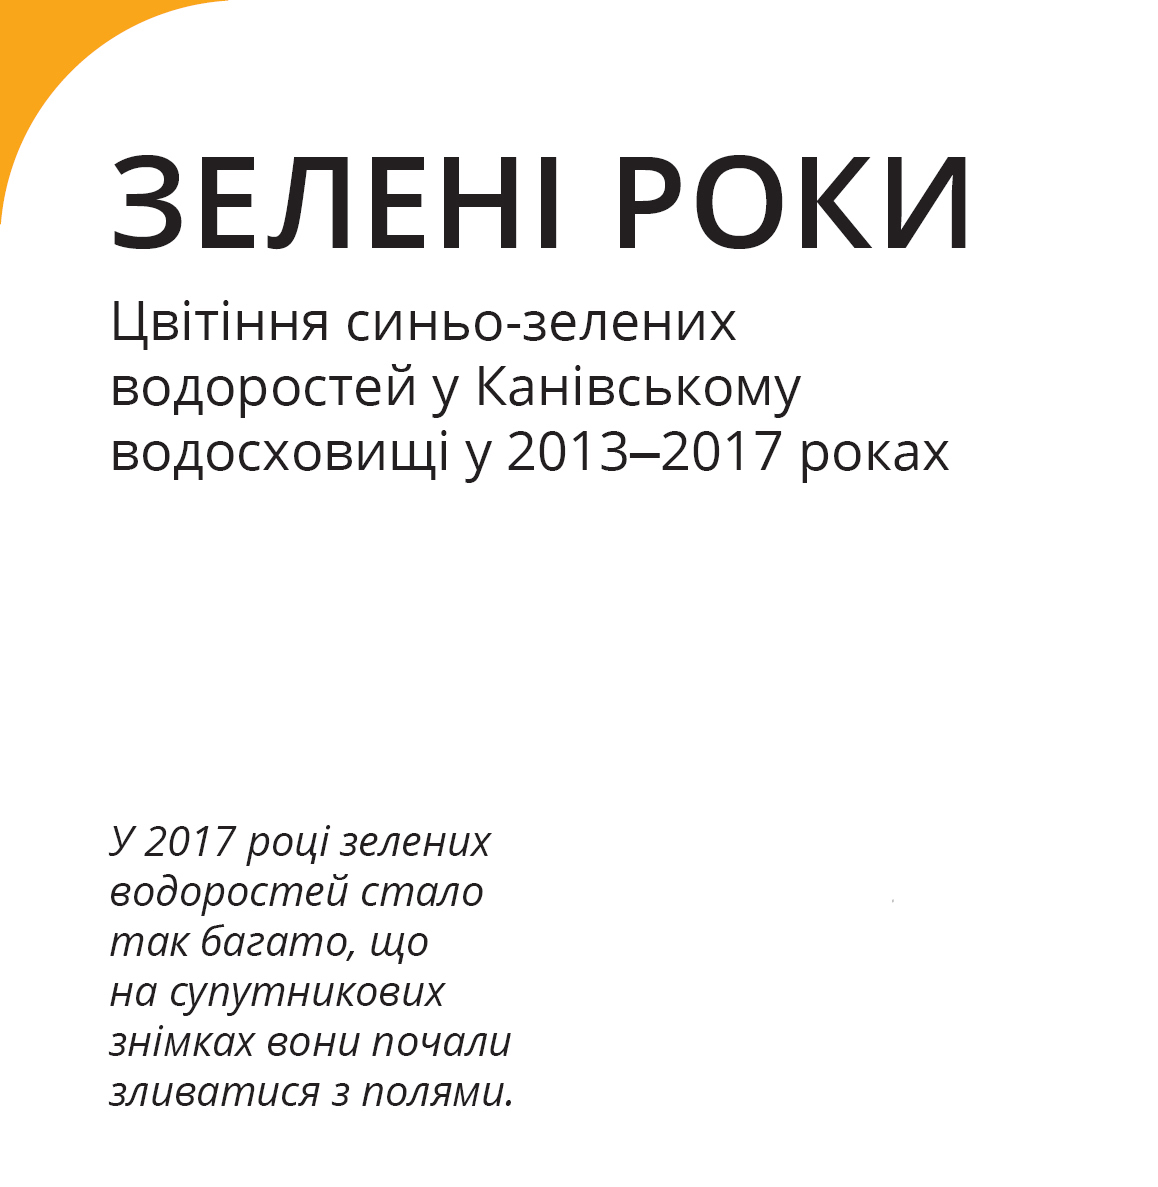 ЗЕЛЕНІ РОКИ
Цвітіння синьо-зелених
водоростей у Канівському
водосховищі у 2013–2017 роках
У 2017 році зелених
водоростей стало
так багато, що
на супутникових
знімках вони почали
зливатися з полями.